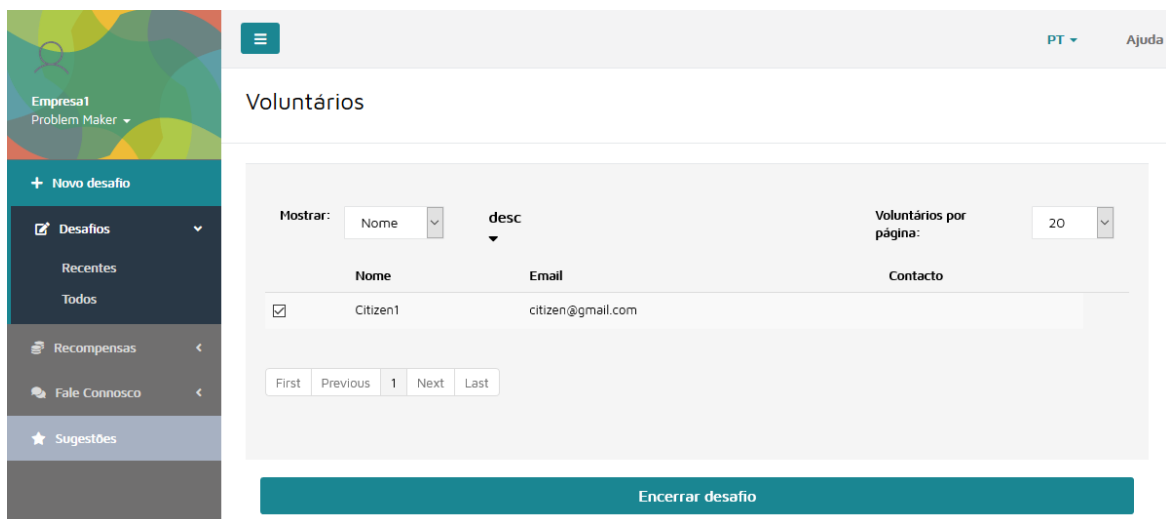 PT
Ajuda
Empresa1
Problem Maker
Voluntários
+ Novo desafio
Desafios
Recentes
Todos
Recompensas
Fale Connosco
Sugestões
Mostrar: Nome desc Voluntários por página: 20
Nome Email Contacto
Citizen1 citizen@gmail.com
First Previous 1 Next Last
Encerrar desafio